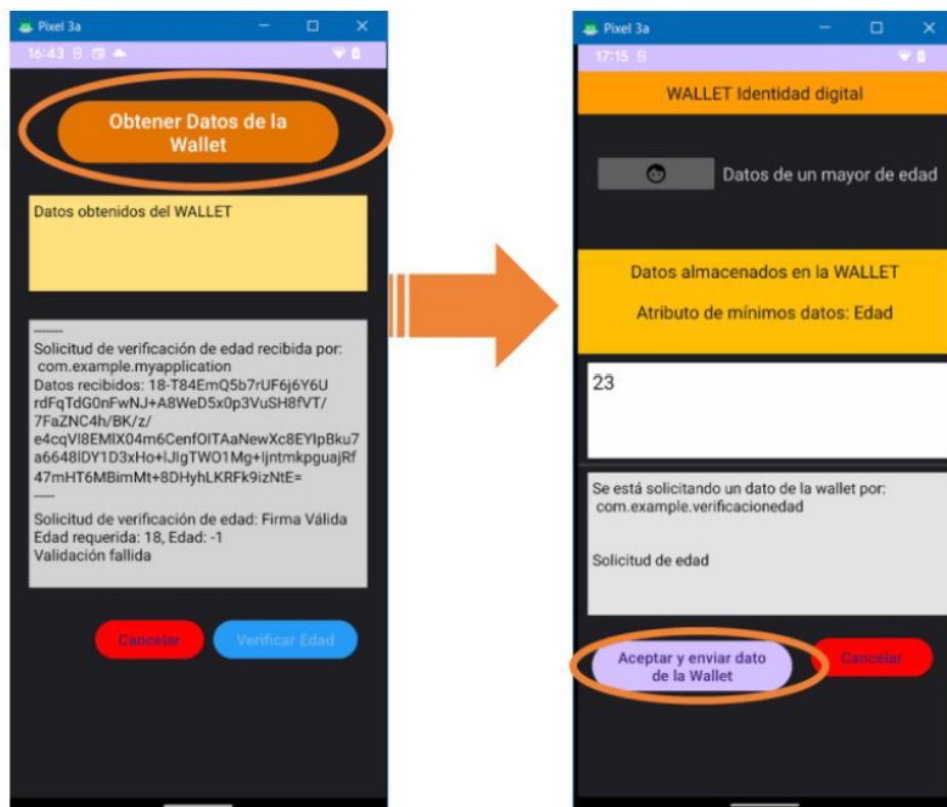 Pixel 3a
16:43
Obtener Datos de la
Wallet
Datos obtenidos del WALLET
-------
Solicitud de verificación de edad recibida por:
com.example.myapplication
Datos recibidos: 18-T84EmQ5b7rUF6j6Y6U
rdFqTdG0nFwNJ+A8WeD5x0p3VuSH8fVT/
7FaZNC4h/BK/z/
e4cqVl8EMIX04m6CenfOITAaNewXc8EYIpBku7
a6648lDY1D3xHo+lJIgTWO1Mg+IjntmkpguajRf
47mHT6MBimMt+8DHyhLKRFk9izNtE=
-----
Solicitud de verificación de edad: Firma Válida
Edad requerida: 18, Edad: -1
Validación fallida
Cancelar
Verificar Edad
Pixel 3a
17:15
WALLET Identidad digital
Datos de un mayor de edad
Datos almacenados en la WALLET
Atributo de mínimos datos: Edad
23
Se está solicitando un dato de la wallet por:
com.example.verificacionedad
Solicitud de edad
Aceptar y enviar dato
de la Wallet
Cancelar